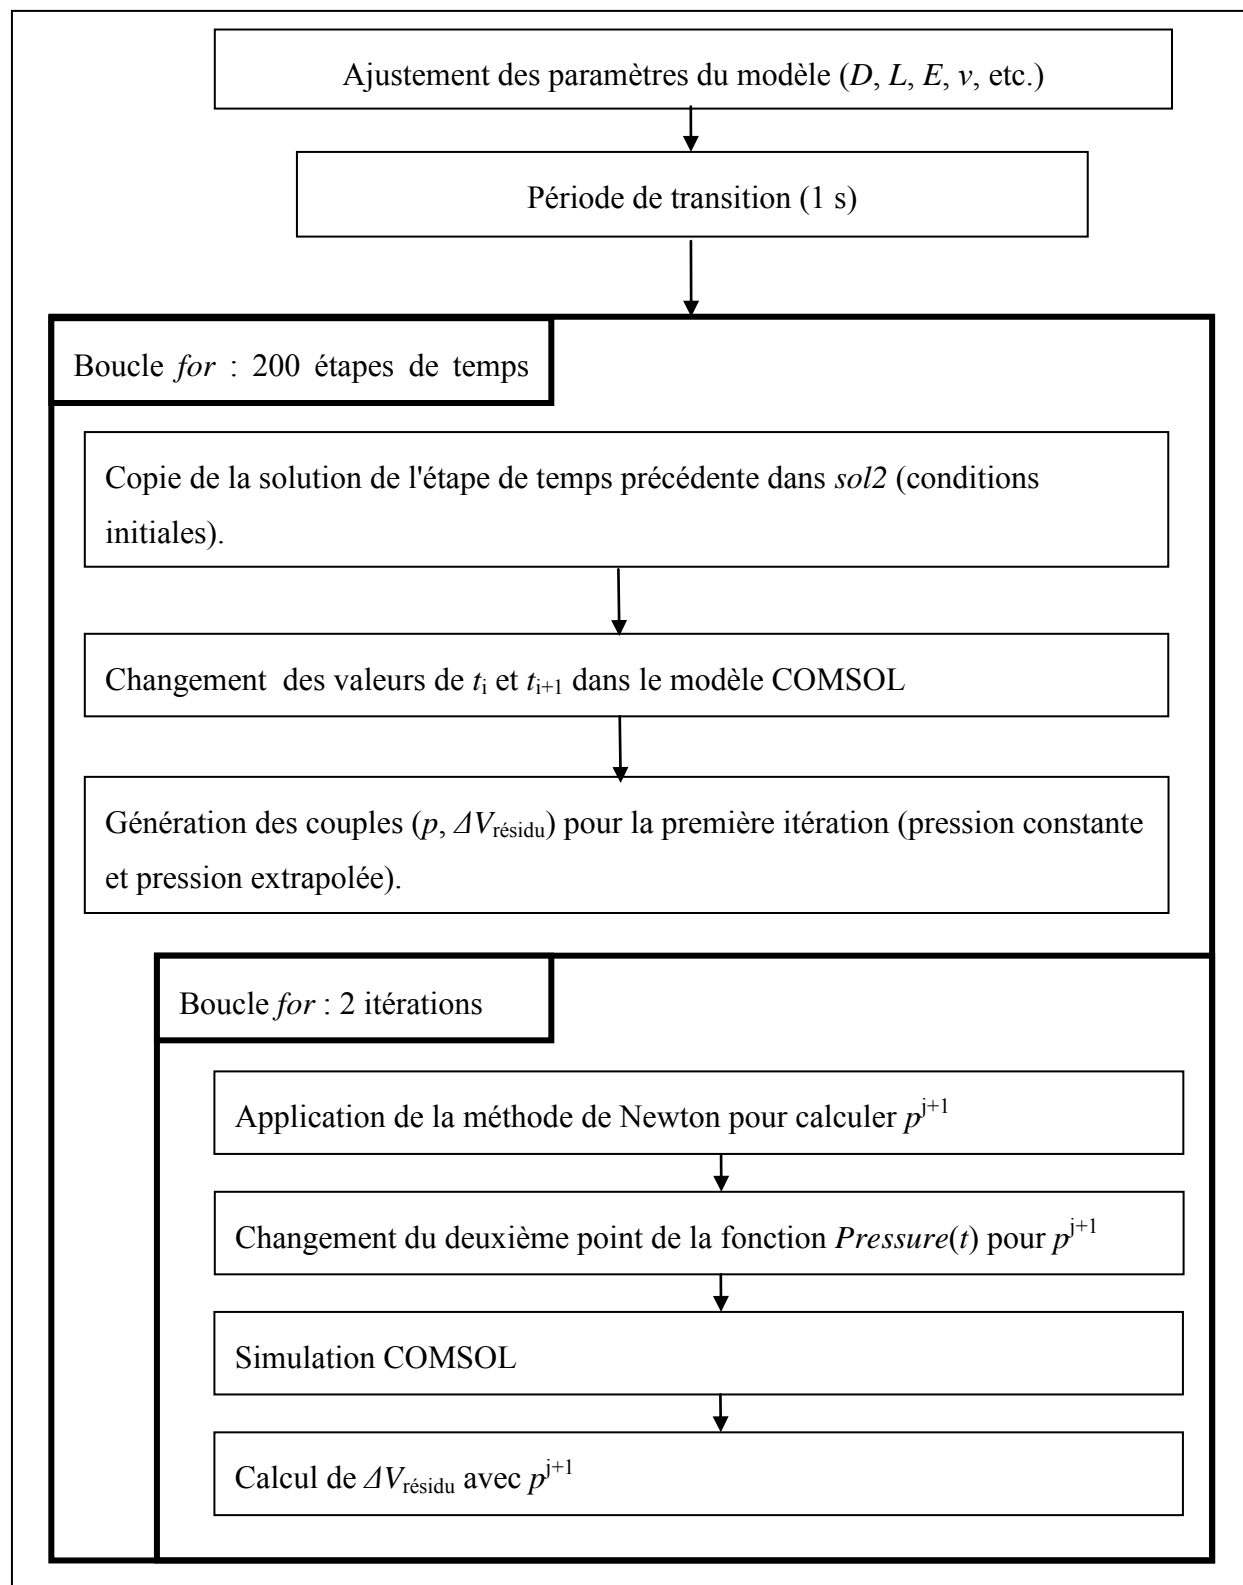 Ajustement des paramètres du modèle (D, L, E, ν, etc.)
Période de transition (1 s)
Boucle for : 200 étapes de temps
Copie de la solution de l'étape de temps précédente dans sol2 (conditions
initiales).
Changement des valeurs de tᵢ et tᵢ₊₁ dans le modèle COMSOL
Génération des couples (p, ΔV_résidu) pour la première itération (pression constante
et pression extrapolée).
Boucle for : 2 itérations
Application de la méthode de Newton pour calculer pʲ⁺¹
Changement du deuxième point de la fonction Pressure(t) pour pʲ⁺¹
Simulation COMSOL
Calcul de ΔV_résidu avec pʲ⁺¹